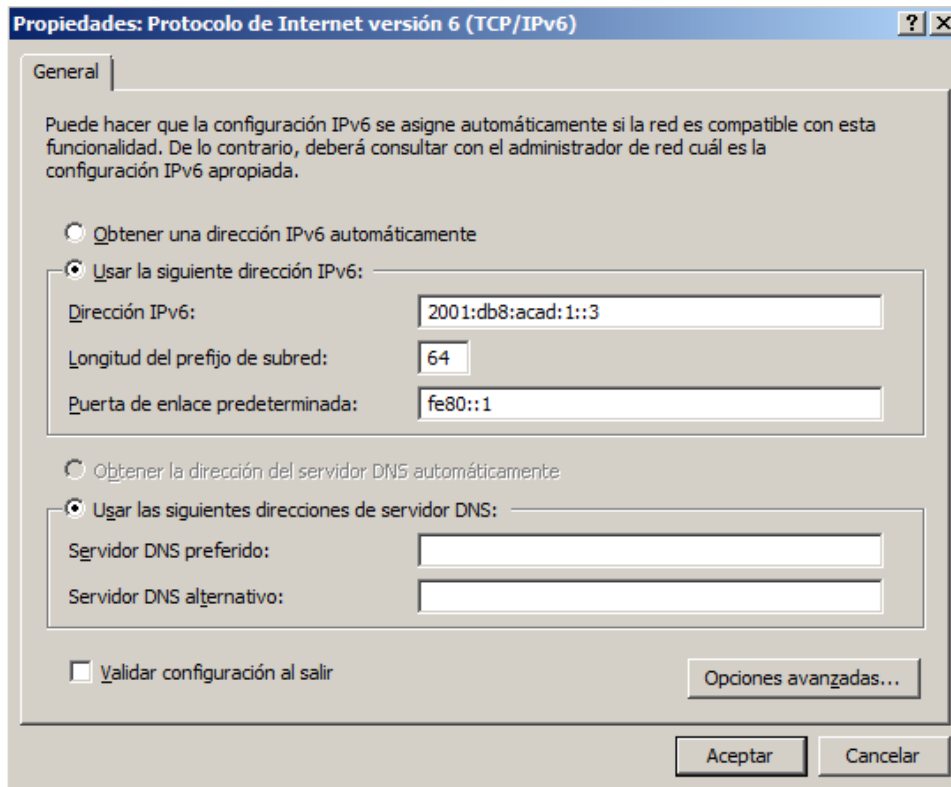 Propiedades: Protocolo de Internet versión 6 (TCP/IPv6)
General
Puede hacer que la configuración IPv6 se asigne automáticamente si la red es compatible con esta
funcionalidad. De lo contrario, deberá consultar con el administrador de red cuál es la
configuración IPv6 apropiada.
Obtener una dirección IPv6 automáticamente
Usar la siguiente dirección IPv6:
Dirección IPv6: 2001:db8:acad:1::3
Longitud del prefijo de subred: 64
Puerta de enlace predeterminada: fe80::1
Obtener la dirección del servidor DNS automáticamente
Usar las siguientes direcciones de servidor DNS:
Servidor DNS preferido:
Servidor DNS alternativo:
Validar configuración al salir
Opciones avanzadas...
Aceptar Cancelar